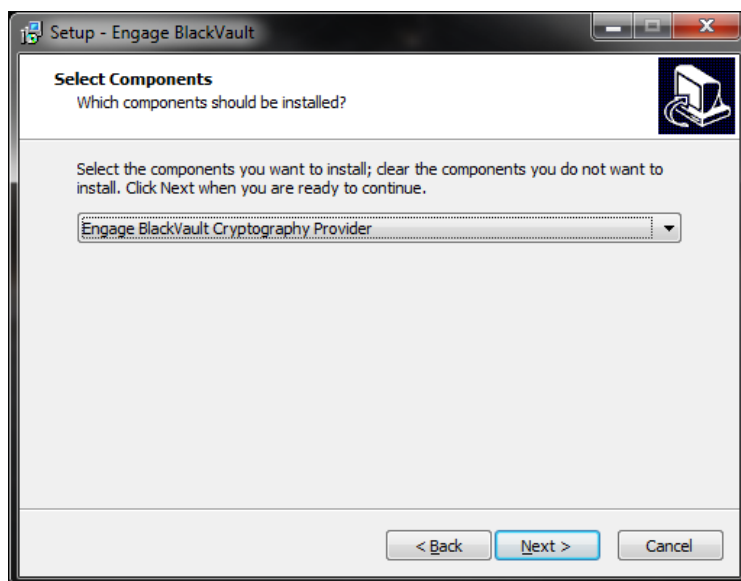 Setup - Engage BlackVault
Select Components
Which components should be installed?
Select the components you want to install; clear the components you do not want to
install. Click Next when you are ready to continue.
Engage BlackVault Cryptography Provider
< Back
Next >
Cancel